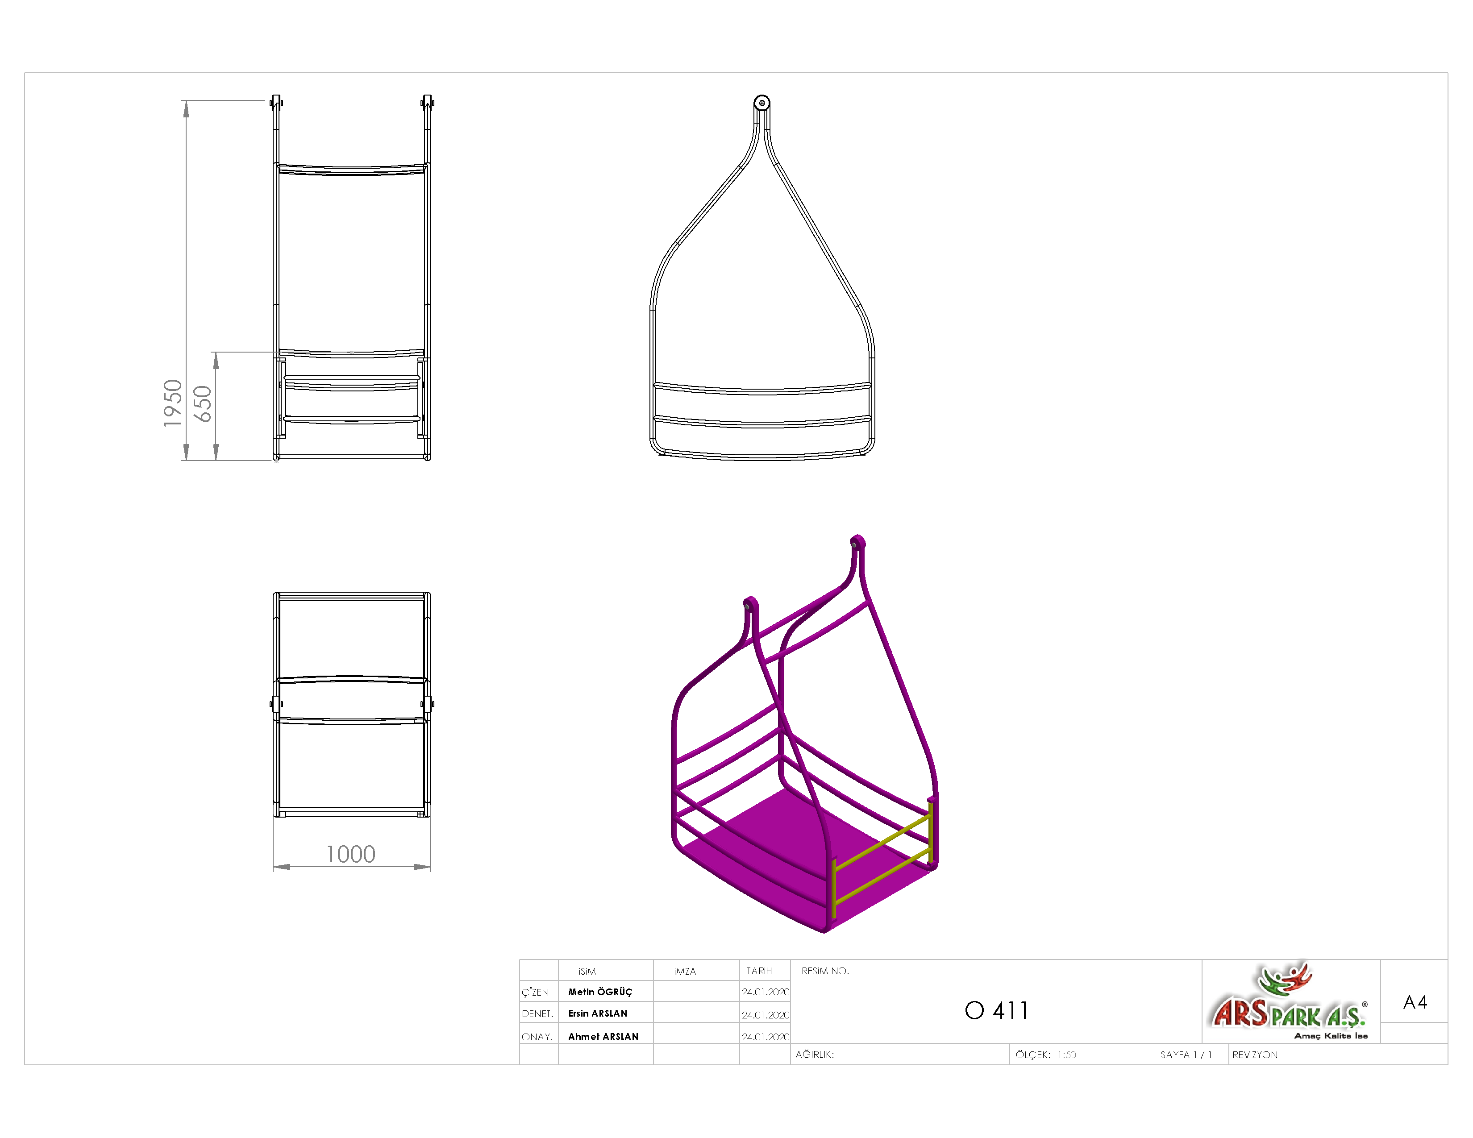 1950
650
1000
İSİM
İMZA
TARİH
RESİM NO.
ÇİZEN.
Metin ÖGRÜÇ
24.01.2020
DENET.
Ersin ARSLAN
24.01.2020
ONAY.
Ahmet ARSLAN
24.01.2020
O 411
ARS PARK A.Ş.®
Amaç Kalite İse
A4
AĞIRLIK:
ÖLÇEK:
SAYFA 1 / 1
REVİZYON